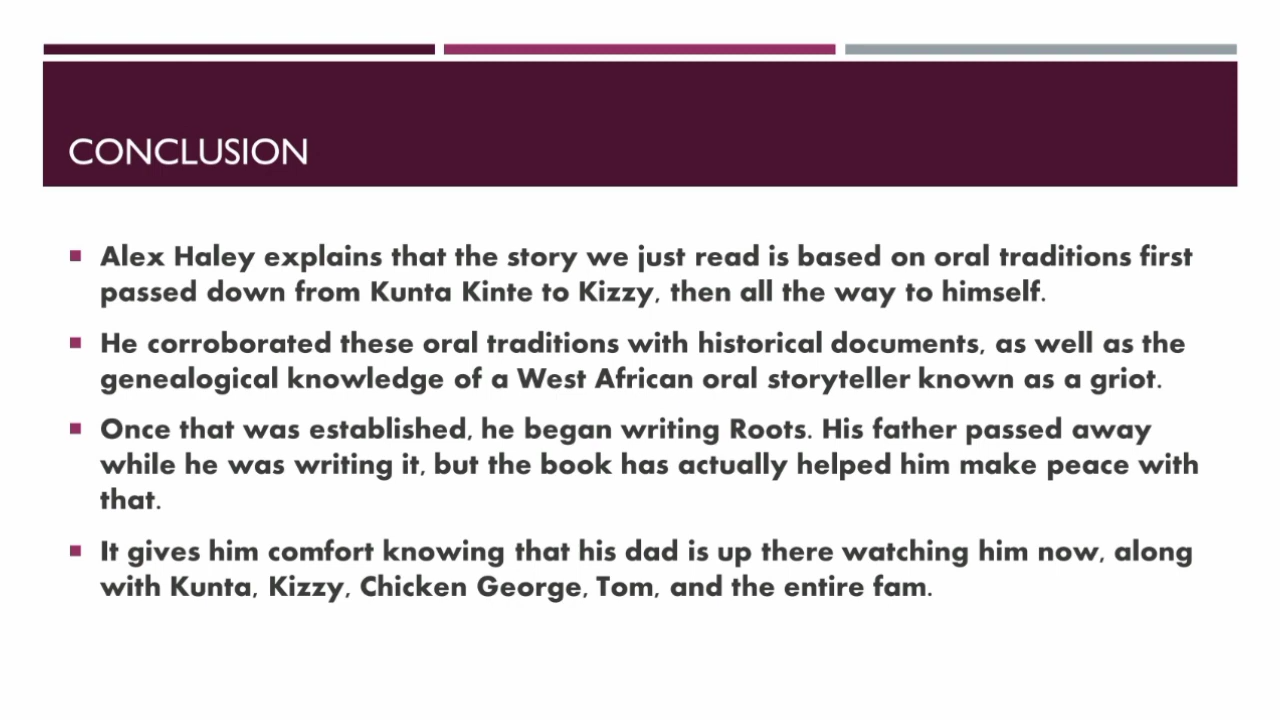 CONCLUSION
Alex Haley explains that the story we just read is based on oral traditions first
passed down from Kunta Kinte to Kizzy, then all the way to himself.
He corroborated these oral traditions with historical documents, as well as the
genealogical knowledge of a West African oral storyteller known as a griot.
Once that was established, he began writing Roots. His father passed away
while he was writing it, but the book has actually helped him make peace with
that.
It gives him comfort knowing that his dad is up there watching him now, along
with Kunta, Kizzy, Chicken George, Tom, and the entire fam.